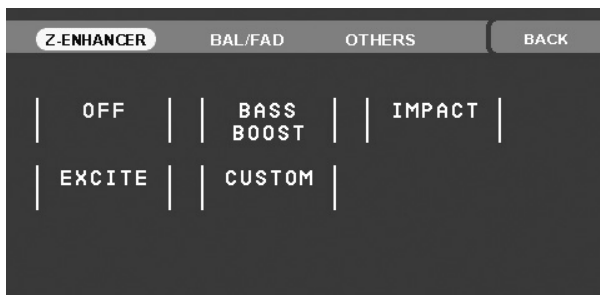 Z-ENHANCER BAL/FAD OTHERS BACK
OFF BASS BOOST IMPACT
EXCITE CUSTOM